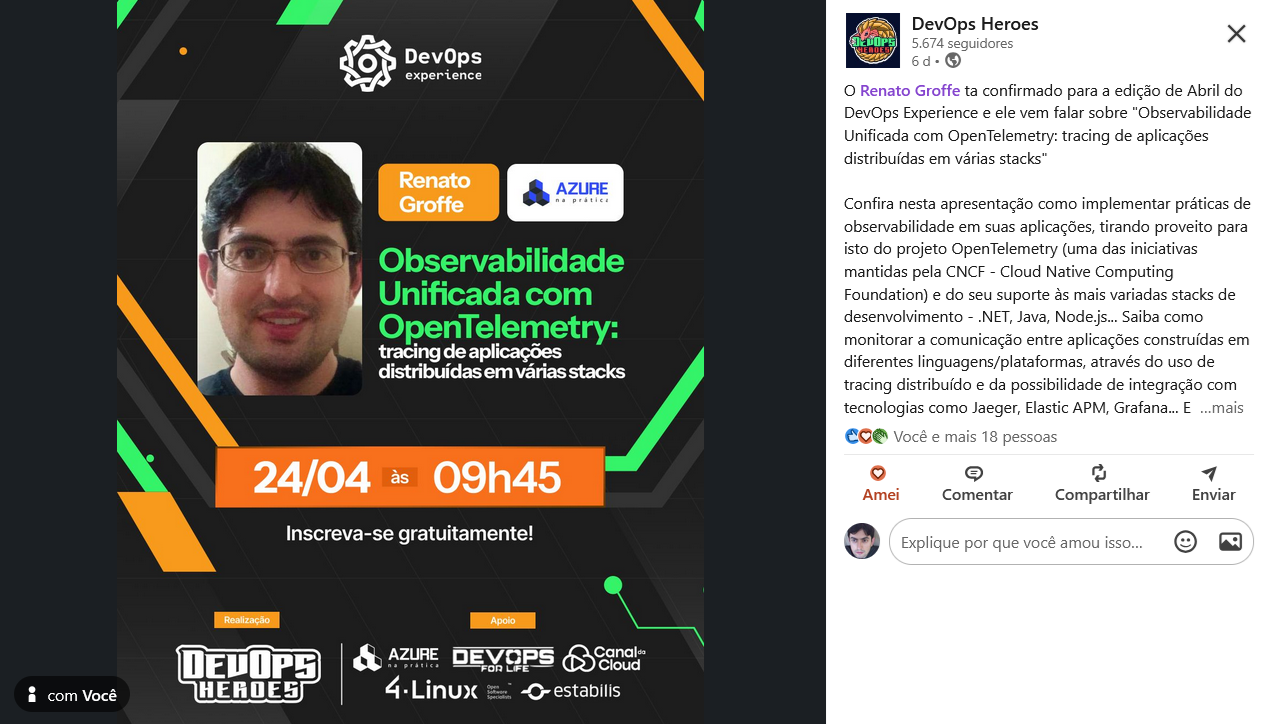 DevOps
experience
Renato
Groffe
AZURE
na prática
Observabilidade
Unificada com
OpenTelemetry:
tracing de aplicações
distribuídas em várias stacks
24/04 às 09h45
Inscreva-se gratuitamente!
Realização
Apoio
DEVOPS
HEROES
AZURE
na prática
DEVOPS
FOR LIFE
Canal da
Cloud
4·Linux
Open
Software
Specialists
estabilis
com Você
DEVOPS
HEROES
DevOps Heroes
5.674 seguidores
6 d •
O Renato Groffe ta confirmado para a edição de Abril do
DevOps Experience e ele vem falar sobre "Observabilidade
Unificada com OpenTelemetry: tracing de aplicações
distribuídas em várias stacks"
Confira nesta apresentação como implementar práticas de
observabilidade em suas aplicações, tirando proveito para
isto do projeto OpenTelemetry (uma das iniciativas
mantidas pela CNCF - Cloud Native Computing
Foundation) e do seu suporte às mais variadas stacks de
desenvolvimento - .NET, Java, Node.js... Saiba como
monitorar a comunicação entre aplicações construídas em
diferentes linguagens/plataformas, através do uso de
tracing distribuído e da possibilidade de integração com
tecnologias como Jaeger, Elastic APM, Grafana... E ...mais
Você e mais 18 pessoas
Amei
Comentar
Compartilhar
Enviar
Explique por que você amou isso...